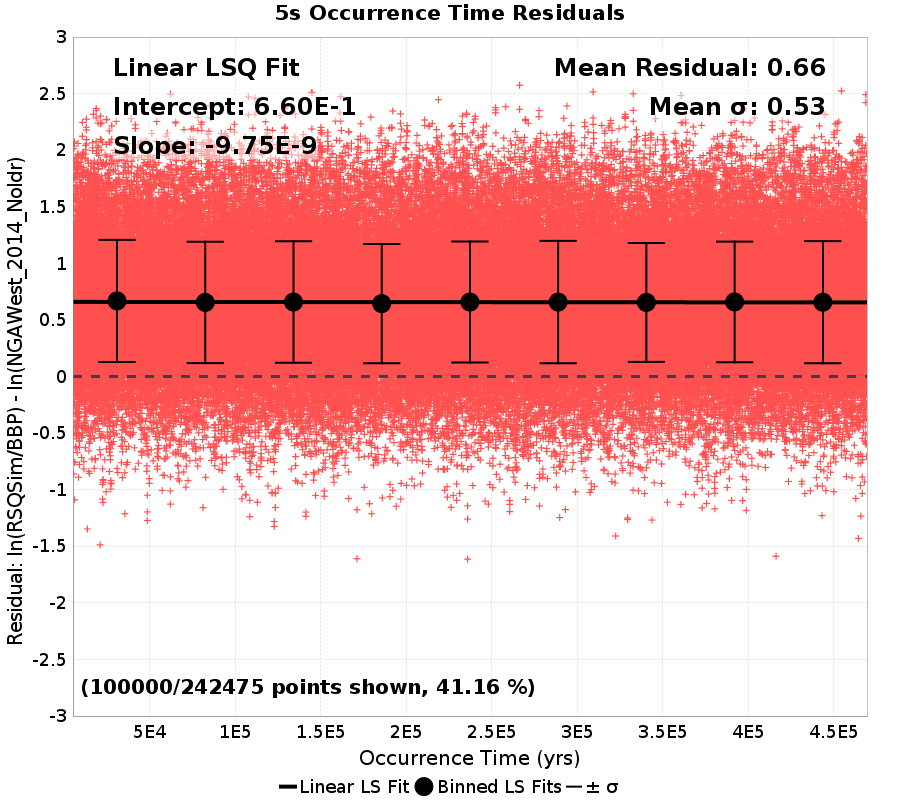 5s Occurrence Time Residuals
Linear LSQ Fit
Intercept: 6.60E-1
Slope: -9.75E-9
Mean Residual: 0.66
Mean σ: 0.53
Residual: ln(RSQSim/BBP) - ln(NGAWest_2014_NoIdr)
3
2.5
2
1.5
1
0.5
0
-0.5
-1
-1.5
-2
-2.5
-3
(100000/242475 points shown, 41.16 %)
5E4 1E5 1.5E5 2E5 2.5E5 3E5 3.5E5 4E5 4.5E5
Occurrence Time (yrs)
Linear LS Fit Binned LS Fits ± σ